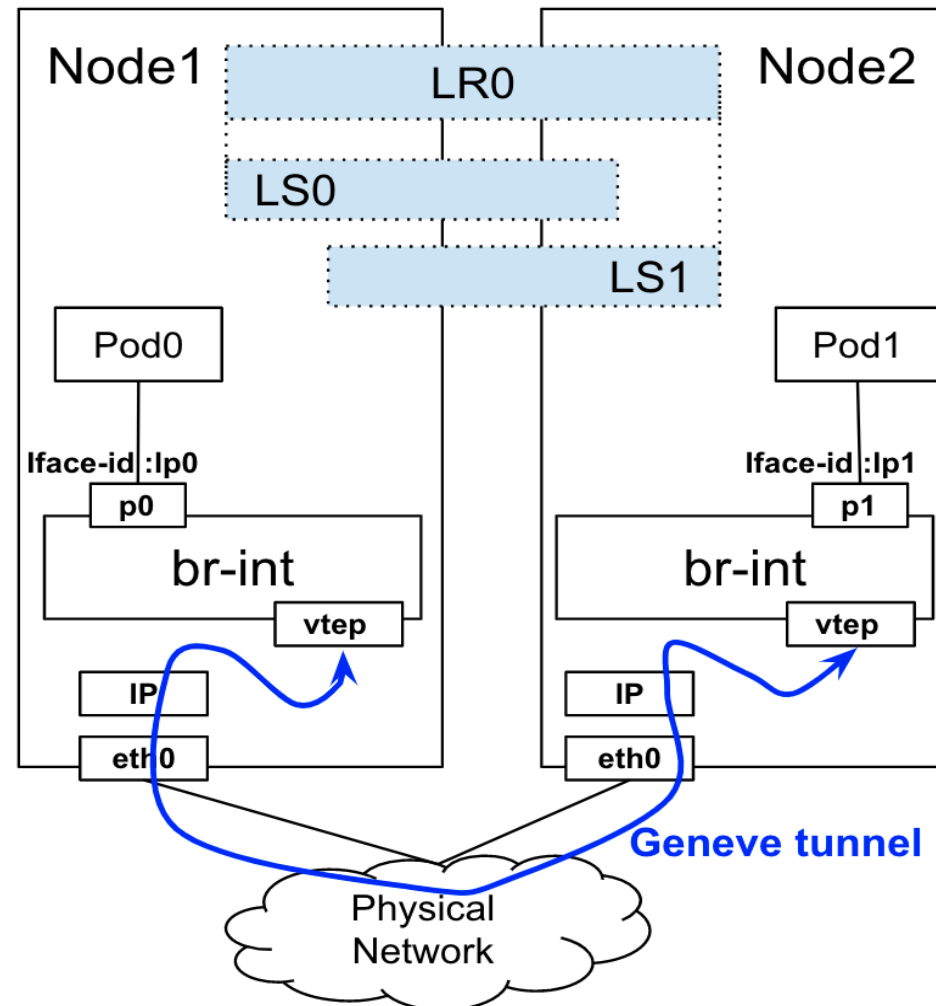 Node1
Node2
LR0
LS0
LS1
Pod0
Pod1
Iface-id :lp0
Iface-id :lp1
p0
p1
br-int
br-int
vtep
vtep
IP
IP
eth0
eth0
Geneve tunnel
Physical
Network